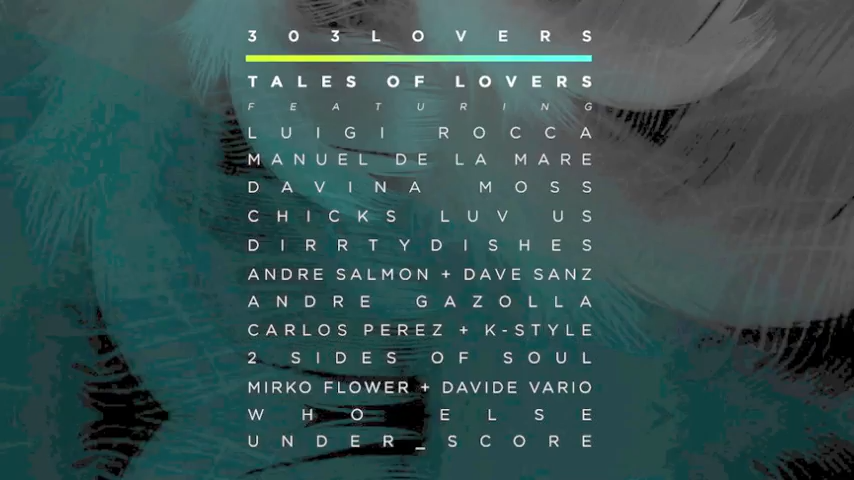 303LOVERS
TALES OF LOVERS
FEATURING
LUIGI ROCCA
MANUEL DE LA MARE
DAVINA MOSS
CHICKS LUV US
DIRRTYDISHES
ANDRE SALMON + DAVE SANZ
ANDRE GAZOLLA
CARLOS PEREZ + K-STYLE
2 SIDES OF SOUL
MIRKO FLOWER + DAVIDE VARIO
WHO ELSE
UNDER_SCORE